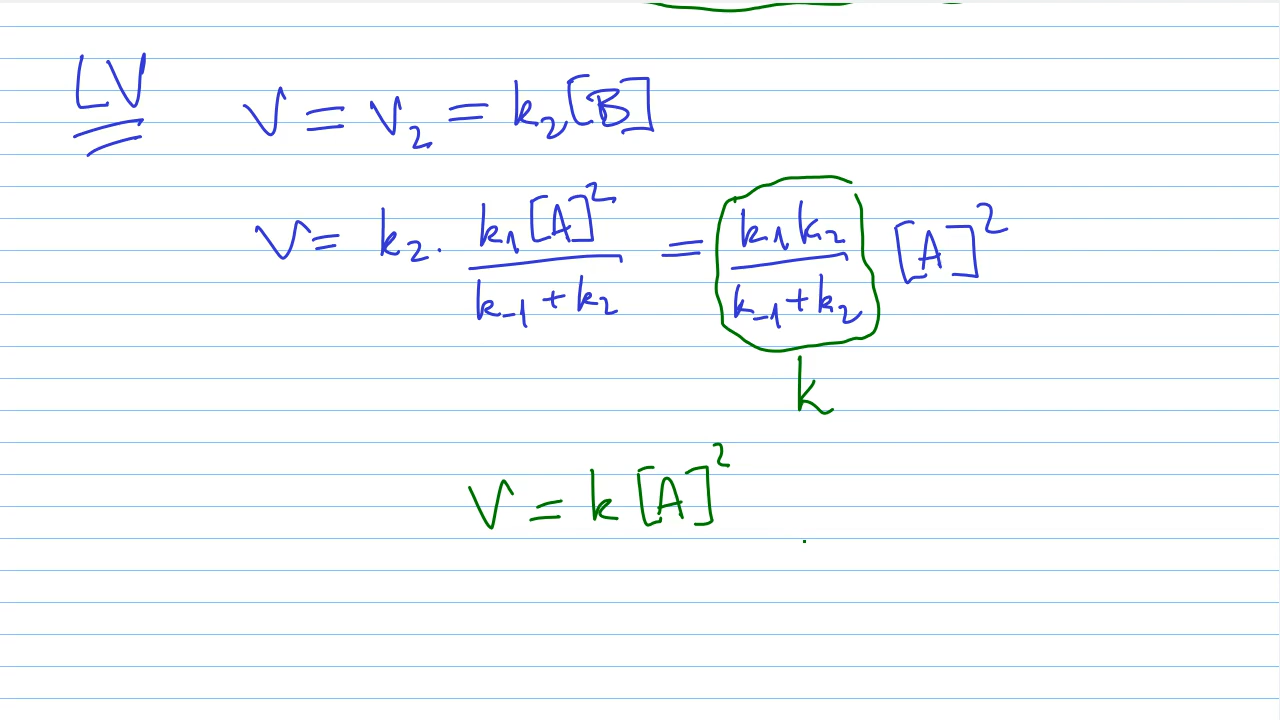 LV
V = V₂ = k₂[B]
V = k₂ · k₁[A]² / (k₋₁ + k₂) = k₁k₂ / (k₋₁ + k₂) [A]²
k
V = k[A]²